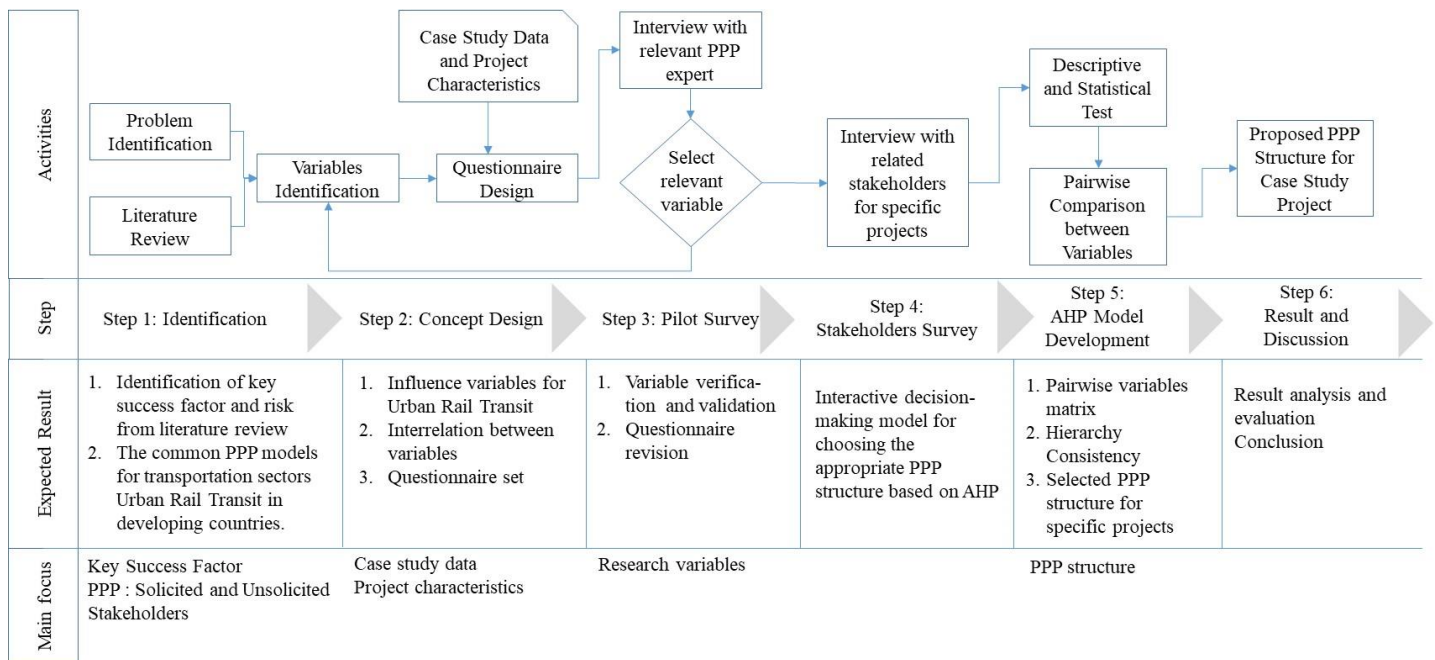 Activities
Problem
Identification
Literature
Review
Variables
Identification
Case Study Data
and Project
Characteristics
Questionnaire
Design
Interview with
relevant PPP
expert
Select
relevant
variable
Interview with
related
stakeholders
for specific
projects
Descriptive
and Statistical
Test
Pairwise
Comparison
between
Variables
Proposed PPP
Structure for
Case Study
Project
Step
Step 1: Identification
Step 2: Concept Design
Step 3: Pilot Survey
Step 4:
Stakeholders Survey
Step 5:
AHP Model
Development
Step 6:
Result and
Discussion
Expected Result
1. Identification of key
success factor and risk
from literature review
2. The common PPP models
for transportation sectors
Urban Rail Transit in
developing countries.
1. Influence variables for
Urban Rail Transit
2. Interrelation between
variables
3. Questionnaire set
1. Variable verifica-
tion and validation
2. Questionnaire
revision
Interactive decision-
making model for
choosing the
appropriate PPP
structure based on AHP
1. Pairwise variables
matrix
2. Hierarchy
Consistency
3. Selected PPP
structure for
specific projects
Result analysis and
evaluation
Conclusion
Main focus
Key Success Factor
PPP : Solicited and Unsolicited
Stakeholders
Case study data
Project characteristics
Research variables
PPP structure